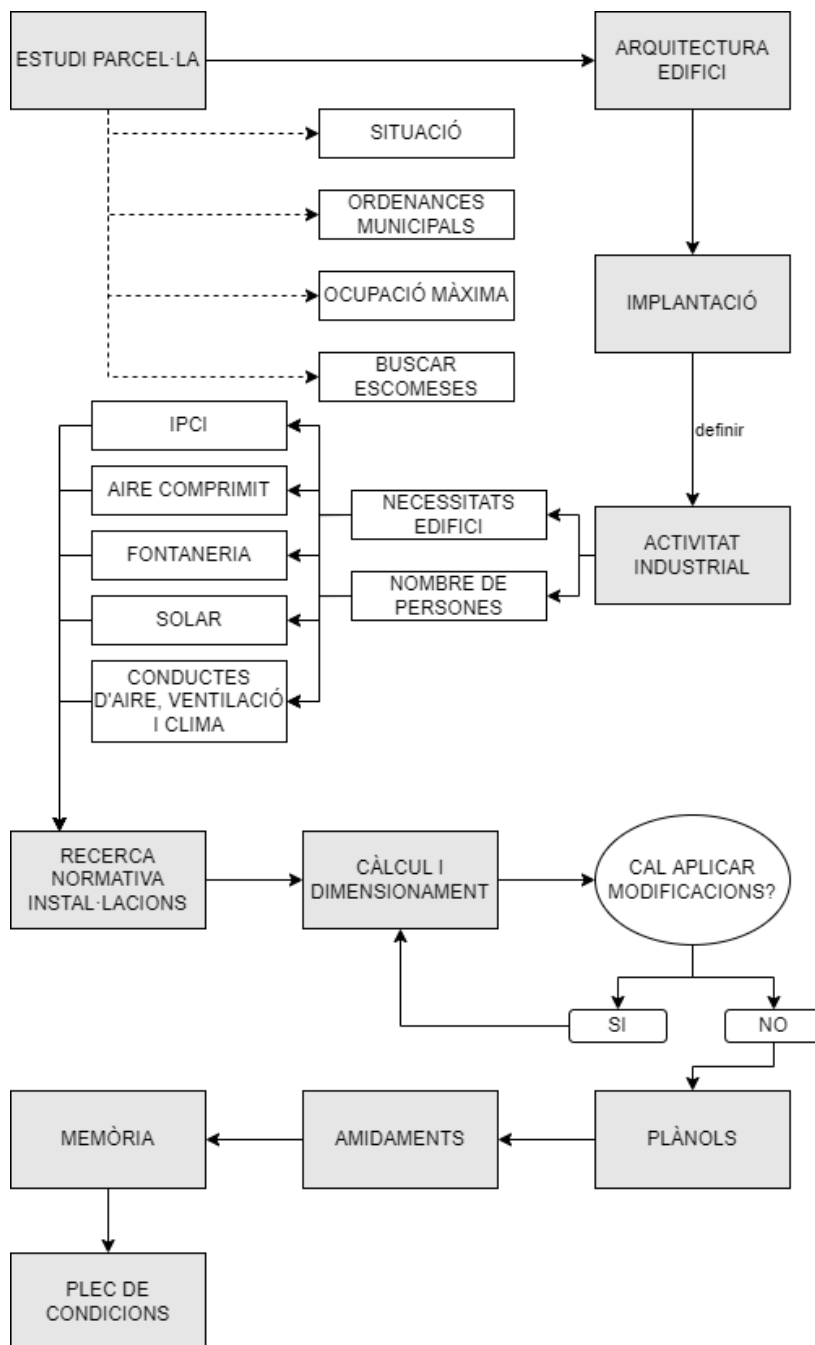 ESTUDI PARCEL·LA
ARQUITECTURA
EDIFICI
SITUACIÓ
ORDENANCES
MUNICIPALS
OCUPACIÓ MÀXIMA
BUSCAR
ESCOMESES
IMPLANTACIÓ
definir
ACTIVITAT
INDUSTRIAL
NECESSITATS
EDIFICI
NOMBRE DE
PERSONES
IPCI
AIRE COMPRIMIT
FONTANERIA
SOLAR
CONDUCTES
D'AIRE, VENTILACIÓ
I CLIMA
RECERCA
NORMATIVA
INSTAL·LACIONS
CÀLCUL I
DIMENSIONAMENT
CAL APLICAR
MODIFICACIONS?
SI
NO
PLÀNOLS
AMIDAMENTS
MEMÒRIA
PLEC DE
CONDICIONS